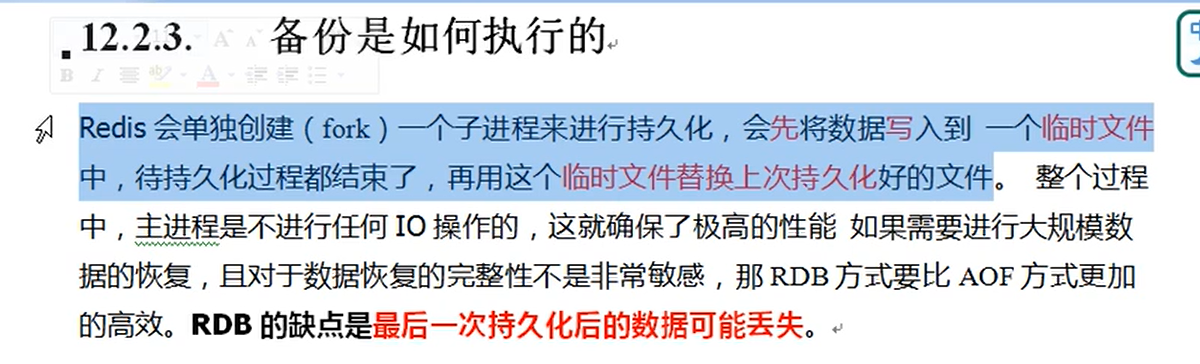 12.2.3. 备份是如何执行的
Redis 会单独创建（fork）一个子进程来进行持久化，会先将数据写入到 一个临时文件
中，待持久化过程都结束了，再用这个临时文件替换上次持久化好的文件。 整个过程
中，主进程是不进行任何 IO 操作的，这就确保了极高的性能 如果需要进行大规模数
据的恢复，且对于数据恢复的完整性不是非常敏感，那 RDB 方式要比 AOF 方式更加
的高效。RDB 的缺点是最后一次持久化后的数据可能丢失。